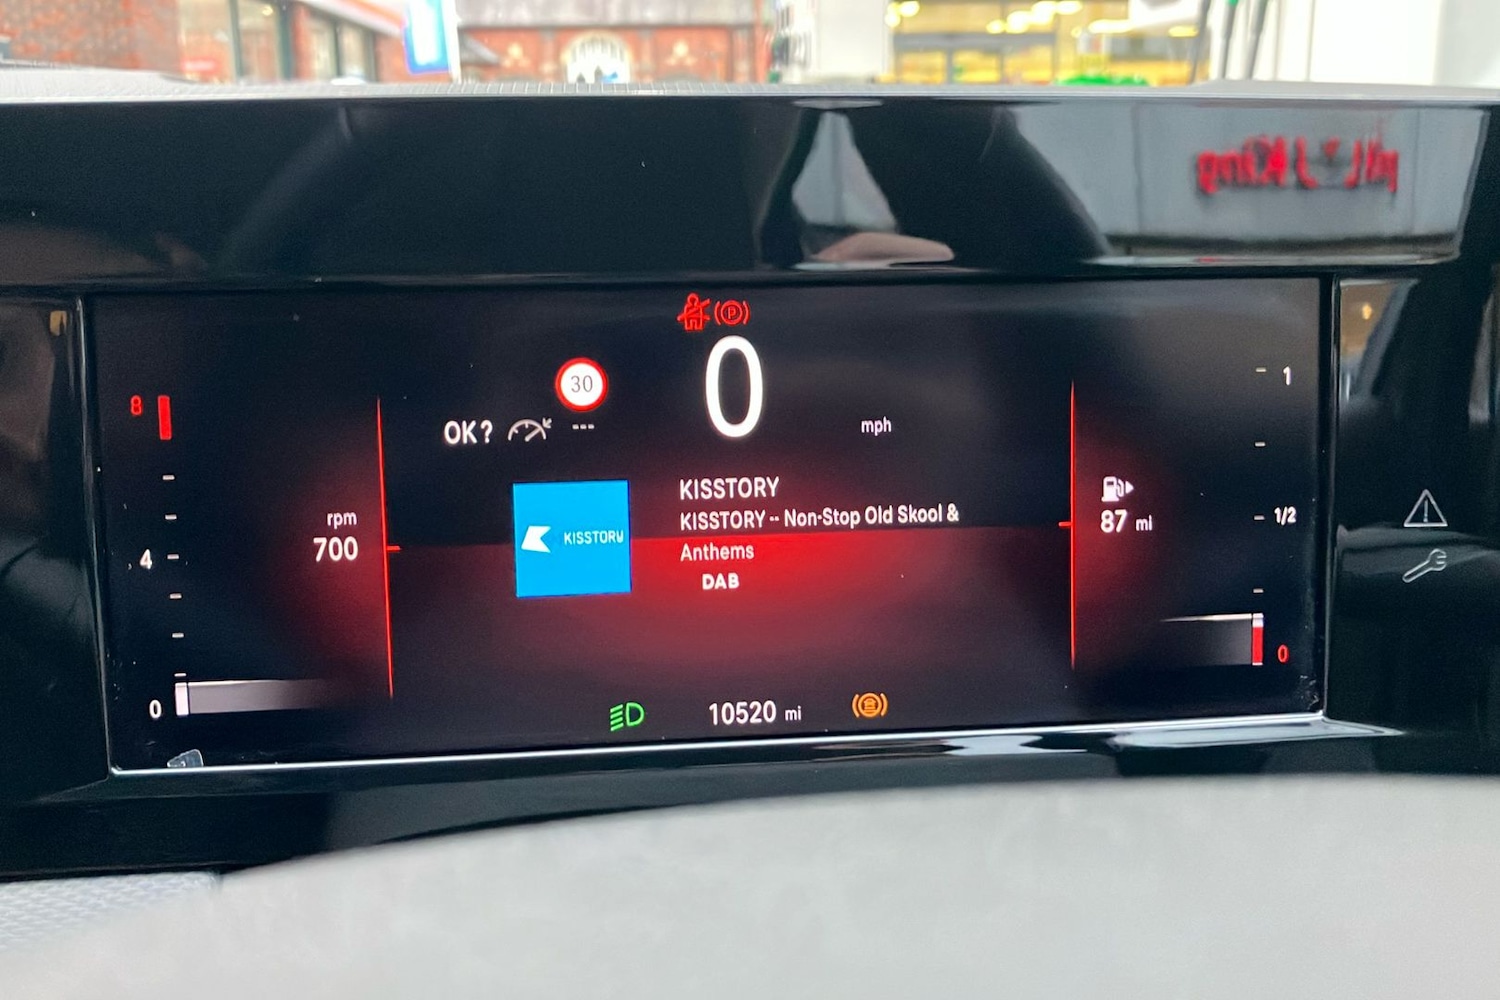 P
0
30
OK?
---
mph
8
1
KISSTORY
KISSTORY -- Non-Stop Old Skool &
Anthems
DAB
KISSTORY
rpm
700
87 mi
1/2
4
0
0
10520 mi